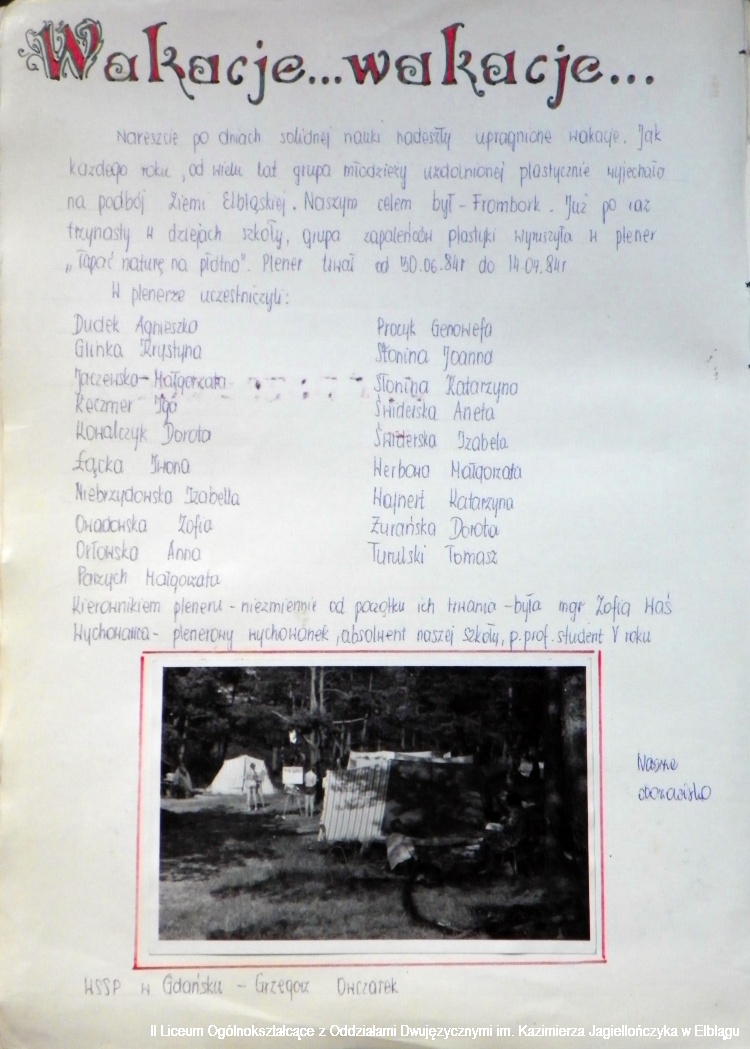 Wakacje...wakacje...
Nareszcie po dniach solidnej nauki nadeszły upragnione wakacje. Jak
każdego roku, od wielu lat grupa młodzieży uzdolnionej plastycznie wyjechała
na podbój Ziemi Elbląskiej. Naszym celem był - Frombork. Już po raz
trzynasty w dziejach szkoły, grupa zapaleńców plastyki wyruszyła w plener
„Łapać naturę na płótno". Plener trwał od 30.06.84r do 14.07.84r
W plenerze uczestniczyli:
Dudek Agnieszka
Glinka Krystyna
Jaczewska-Małgorzata
Keczmer Iga
Kowalczyk Dorota
Łącka Iwona
Niebrzydowska Izabella
Owadowska Zofia
Orłowska Anna
Parzych Małgorzata
Procyk Genowefa
Słonina Joanna
Słonina Katarzyna
Świderska Aneta
Świderska Izabela
Werbowa Małgorzata
Wajnert Katarzyna
Żurańska Dorota
Turulski Tomasz
Kierownikiem pleneru - niezmiennie od początku ich trwania - była mgr Zofia Waś
Wychowawca - plenerowy wychowanek, absolwent naszej szkoły, p. prof. student V roku
Nasze
obozowisko
WSSP w Gdańsku - Grzegorz Owczarek
II Liceum Ogólnokształcące z Oddziałami Dwujęzycznymi im. Kazimierza Jagiellończyka w Elblągu